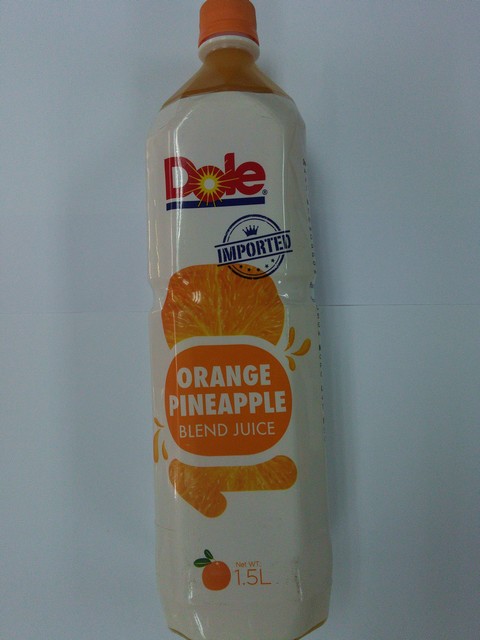 Dole
IMPORTED
ORANGE
PINEAPPLE
BLEND JUICE
Net WT:
1.5L